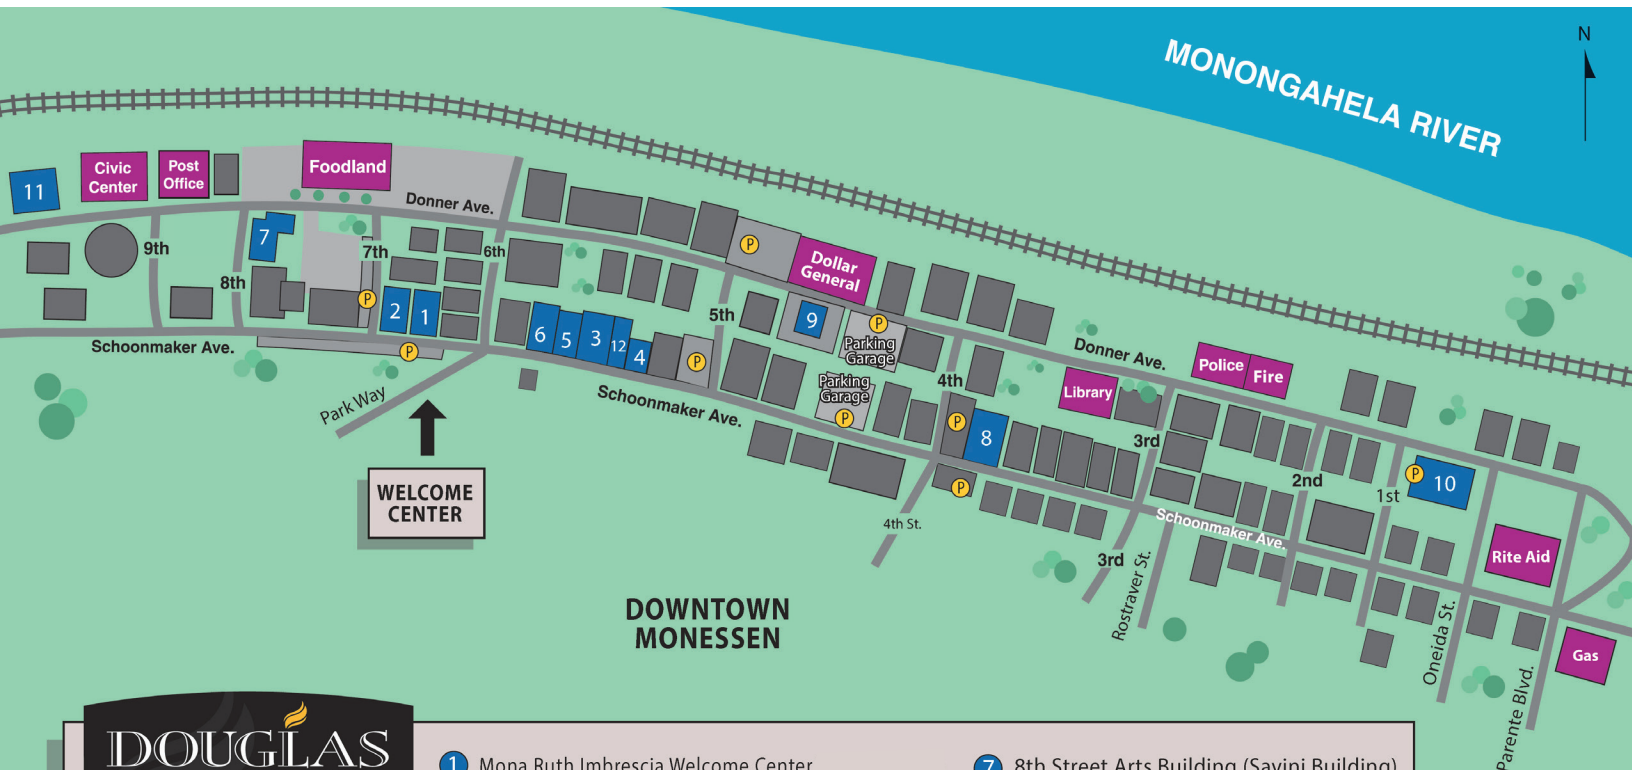 N
MONONGAHELA RIVER
11
Civic
Center
Post
Office
Foodland
Donner Ave.
7
9th
8th
7th
6th
P
2
1
P
Schoonmaker Ave.
Park Way
WELCOME
CENTER
6
5
3
12
4
P
P
Dollar
General
5th
9
P
Parking
Garage
Parking
Garage
P
Schoonmaker Ave.
4th
P
8
P
4th St.
Donner Ave.
Library
Police
Fire
3rd
2nd
1st
P
10
Schoonmaker Ave.
3rd
Rostraver St.
Rite Aid
Oneida St.
Parente Blvd.
Gas
DOWNTOWN
MONESSEN
DOUGLAS
1 Mona Ruth Imbrescia Welcome Center
7 8th Street Arts Building (Savini Building)